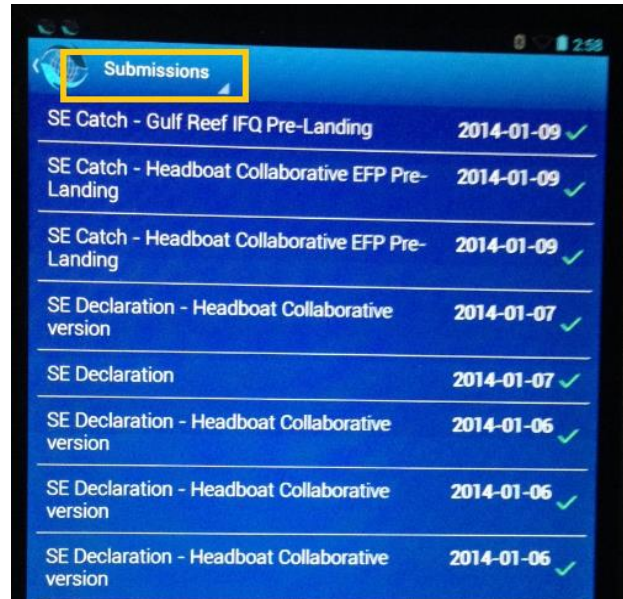 2:58
Submissions
SE Catch - Gulf Reef IFQ Pre-Landing 2014-01-09
SE Catch - Headboat Collaborative EFP Pre- 2014-01-09
Landing
SE Catch - Headboat Collaborative EFP Pre- 2014-01-09
Landing
SE Declaration - Headboat Collaborative 2014-01-07
version
SE Declaration 2014-01-07
SE Declaration - Headboat Collaborative 2014-01-06
version
SE Declaration - Headboat Collaborative 2014-01-06
version
SE Declaration - Headboat Collaborative 2014-01-06
version